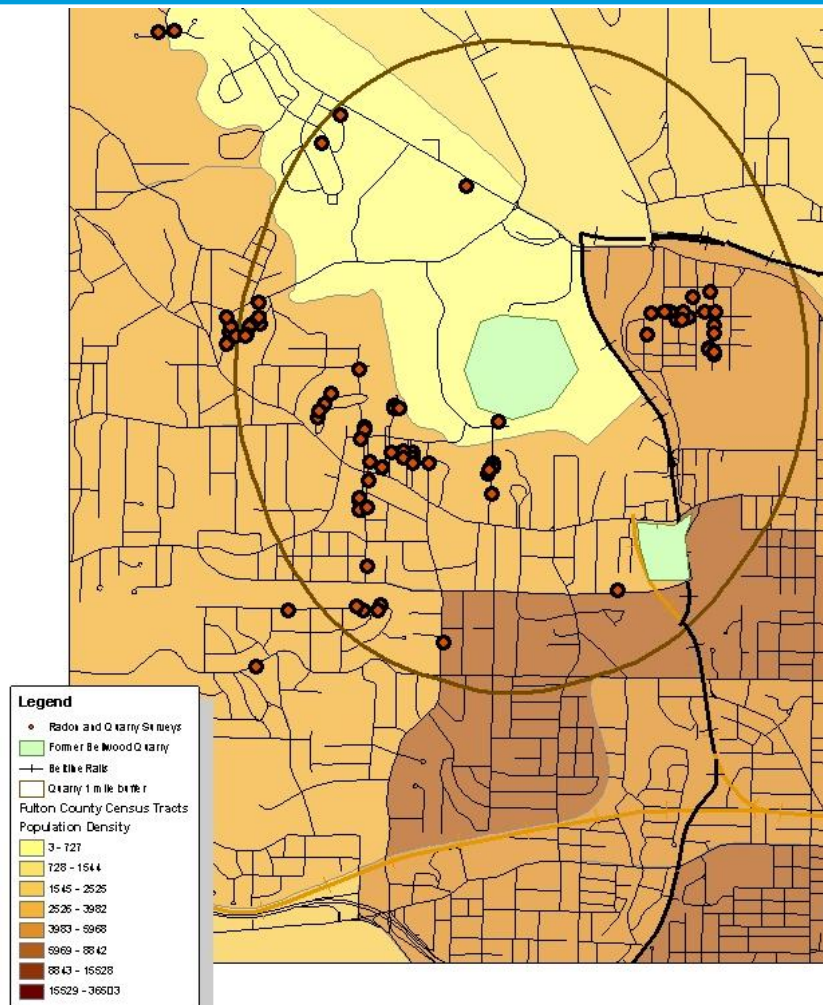 Legend
Radon and Quarry Surveys
Former Bellwood Quarry
Beltline Rails
Quarry 1 mile buffer
Fulton County Census Tracts
Population Density
3 - 727
728 - 1544
1545 - 2525
2526 - 3982
3983 - 5968
5969 - 8842
8843 - 15528
15529 - 36503